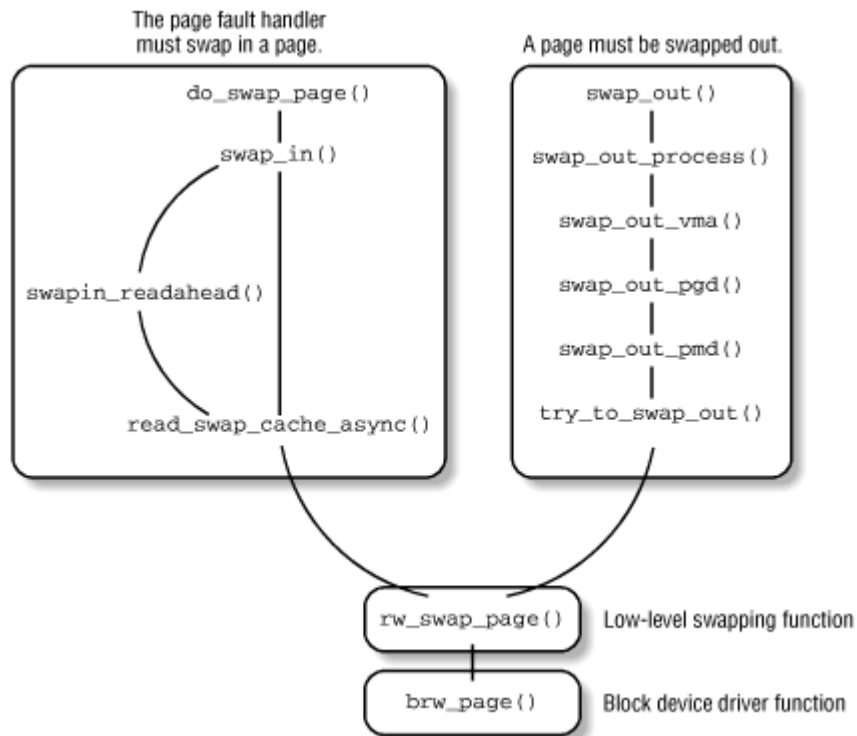 The page fault handler
must swap in a page.
A page must be swapped out.
do_swap_page()
swap_in()
swapin_readahead()
read_swap_cache_async()
swap_out()
swap_out_process()
swap_out_vma()
swap_out_pgd()
swap_out_pmd()
try_to_swap_out()
rw_swap_page()
Low-level swapping function
brw_page()
Block device driver function